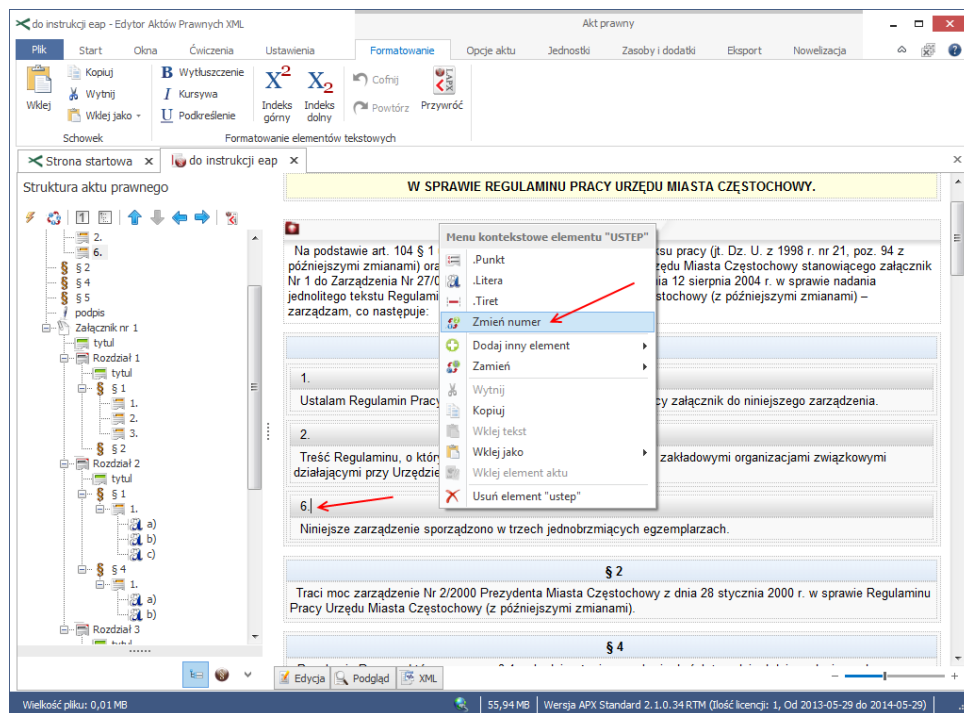 do instrukcji eap - Edytor Aktów Prawnych XML
Akt prawny
Plik Start Okna Ćwiczenia Ustawienia Formatowanie Opcje aktu Jednostki Zasoby i dodatki Eksport Nowelizacja
Wklej
Kopiuj
Wytnij
Wklej jako
Schowek
B Wytłuszczenie
I Kursywa
U Podkreślenie
X² Indeks górny
X₂ Indeks dolny
Cofnij
Powtórz
LAPX
Przywróć
Formatowanie elementów tekstowych
Strona startowa x
do instrukcji eap x
Struktura aktu prawnego
2.
6.
§ § 2
§ § 4
§ § 5
podpis
Załącznik nr 1
tytul
Rozdział 1
tytul
§ § 1
1.
2.
3.
§ § 2
Rozdział 2
tytul
§ § 1
1.
a)
b)
c)
§ § 4
1.
a)
b)
Rozdział 3
W SPRAWIE REGULAMINU PRACY URZĘDU MIASTA CZĘSTOCHOWY.
Na podstawie art. 104 § 1
ksu pracy (jt. Dz. U. z 1998 r. nr 21, poz. 94 z
późniejszymi zmianami) ora
zędu Miasta Częstochowy stanowiącego załącznik
Nr 1 do Zarządzenia Nr 27/0
ia 12 sierpnia 2004 r. w sprawie nadania
jednolitego tekstu Regulami
stochowy (z późniejszymi zmianami) –
zarządzam, co następuje:
1.
Ustalam Regulamin Pracy
cy załącznik do niniejszego zarządzenia.
2.
Treść Regulaminu, o któr
zakładowymi organizacjami związkowymi
działającymi przy Urzędzie
6.
Niniejsze zarządzenie sporządzono w trzech jednobrzmiących egzemplarzach.
§ 2
Traci moc zarządzenie Nr 2/2000 Prezydenta Miasta Częstochowy z dnia 28 stycznia 2000 r. w sprawie Regulaminu
Pracy Urzędu Miasta Częstochowy (z późniejszymi zmianami).
§ 4
Menu kontekstowe elementu "USTEP"
.Punkt
.Litera
.Tiret
Zmień numer
Dodaj inny element
Zamień
Wytnij
Kopiuj
Wklej tekst
Wklej jako
Wklej element aktu
Usuń element "ustep"
Edycja Podgląd XML
Wielkość pliku: 0,01 MB
55,94 MB
Wersja APX Standard 2.1.0.34 RTM (Ilość licencji: 1, Od 2013-05-29 do 2014-05-29)